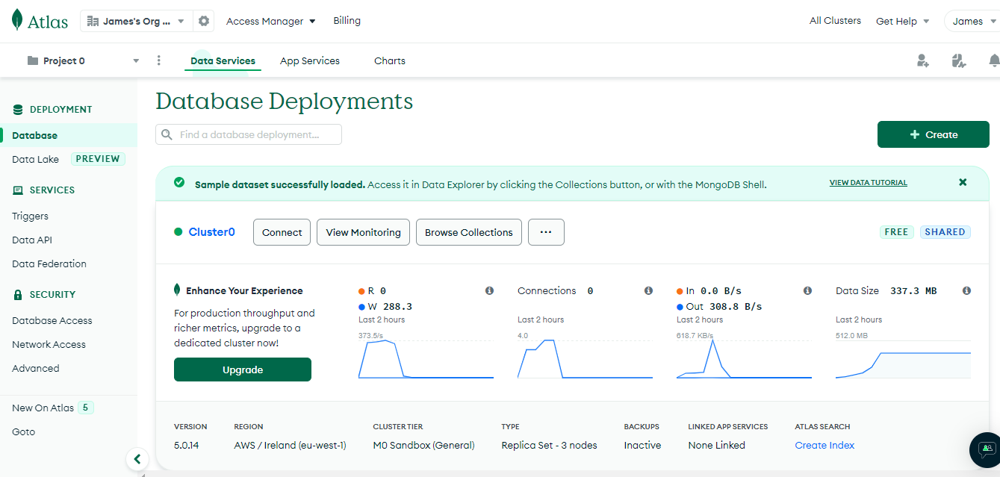 Atlas
James's Org ...
Access Manager
Billing
All Clusters
Get Help
James
Project 0
Data Services
App Services
Charts
DEPLOYMENT
Database
Data Lake PREVIEW
SERVICES
Triggers
Data API
Data Federation
SECURITY
Database Access
Network Access
Advanced
New On Atlas 5
Goto
Database Deployments
Find a database deployment...
+ Create
Sample dataset successfully loaded. Access it in Data Explorer by clicking the Collections button, or with the MongoDB Shell.
VIEW DATA TUTORIAL
Cluster0
Connect
View Monitoring
Browse Collections
...
FREE
SHARED
Enhance Your Experience
For production throughput and
richer metrics, upgrade to a
dedicated cluster now!
Upgrade
R 0
W 288.3
Last 2 hours
373.5/s
Connections 0
Last 2 hours
4.0
In 0.0 B/s
Out 308.8 B/s
Last 2 hours
618.7 KB/s
Data Size 337.3 MB
Last 2 hours
512.0 MB
VERSION
5.0.14
REGION
AWS / Ireland (eu-west-1)
CLUSTER TIER
M0 Sandbox (General)
TYPE
Replica Set - 3 nodes
BACKUPS
Inactive
LINKED APP SERVICES
None Linked
ATLAS SEARCH
Create Index